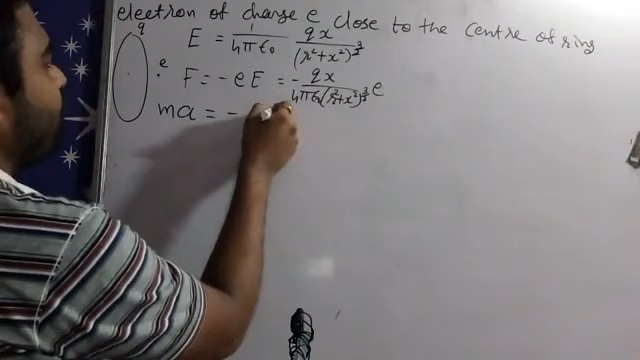 electron of charge e close to the centre of ring
q
E = 1/4πε₀ qx/(r²+x²)^3/2
e
F = -eE = - qx/4πε₀(r²+x²)^3/2 e
ma = -